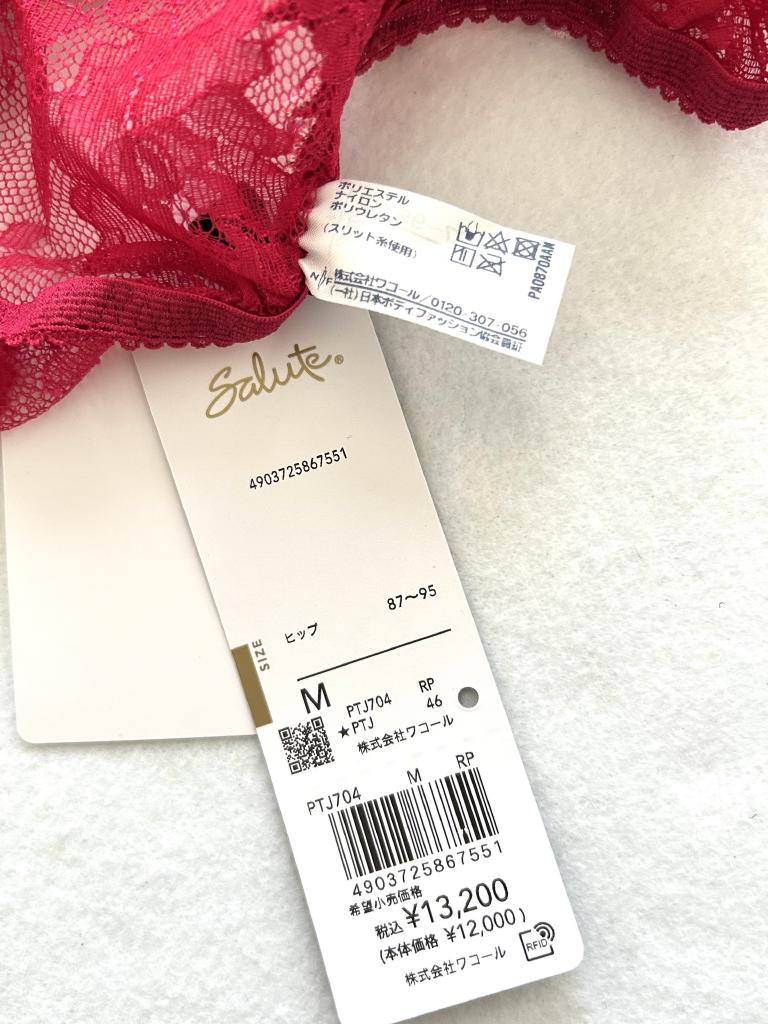 ポリエステル
ナイロン
ポリウレタン
(スリット糸使用)
PA0870AAM
N/F 株式会社ワコール/0120-307-056
(一社)日本ボディファッション協会員証
Salute®
4903725867551
ヒップ 87～95
SIZE
M PTJ704 RP
★PTJ 46
株式会社ワコール
PTJ704 M RP
4903725867551
希望小売価格
税込 ¥13,200
(本体価格 ¥12,000)
RFID
株式会社ワコール